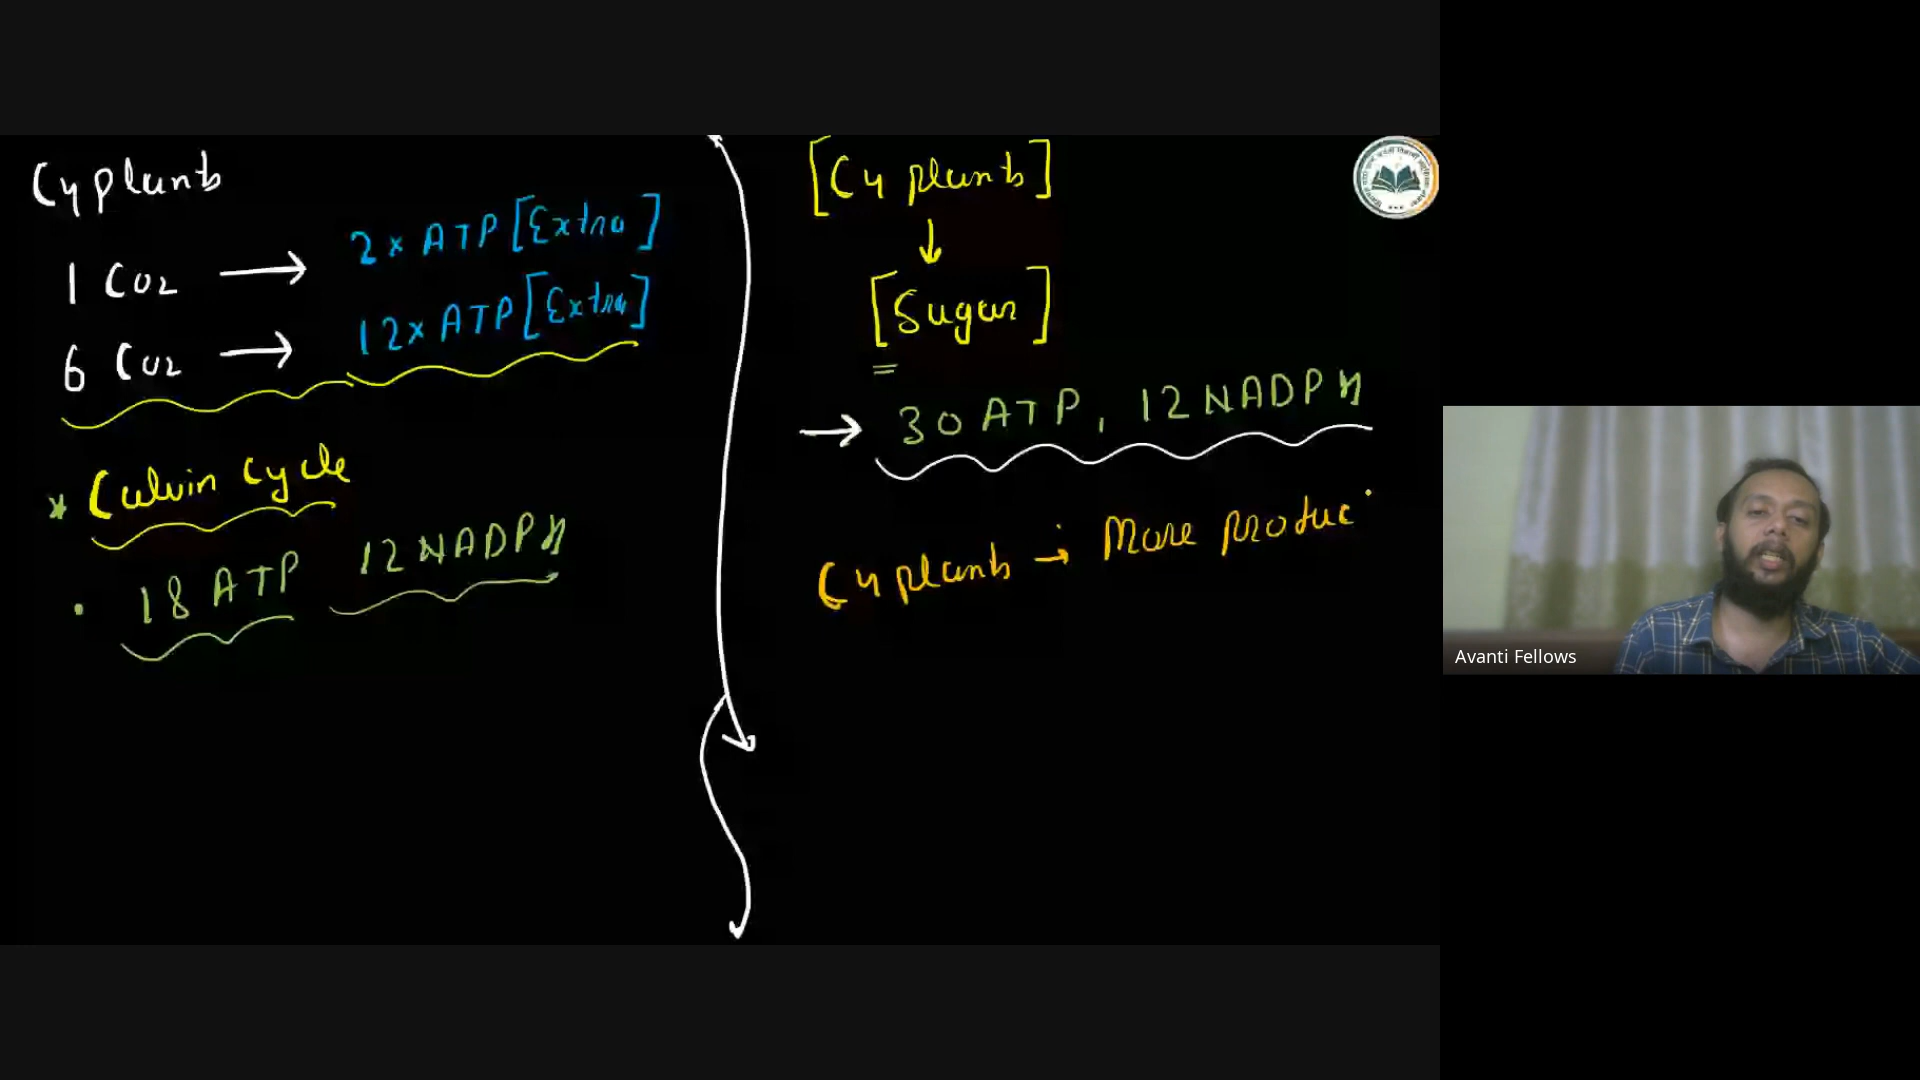 C4 plants
1 CO2 → 2 x ATP [Extra]
6 CO2 → 12 x ATP [Extra]
* Calvin Cycle
• 18 ATP 12 NADPH
[C4 plants]
↓
[Sugar]
=
→ 30 ATP, 12 NADPH
C4 plants → More produc
Avanti Fellows